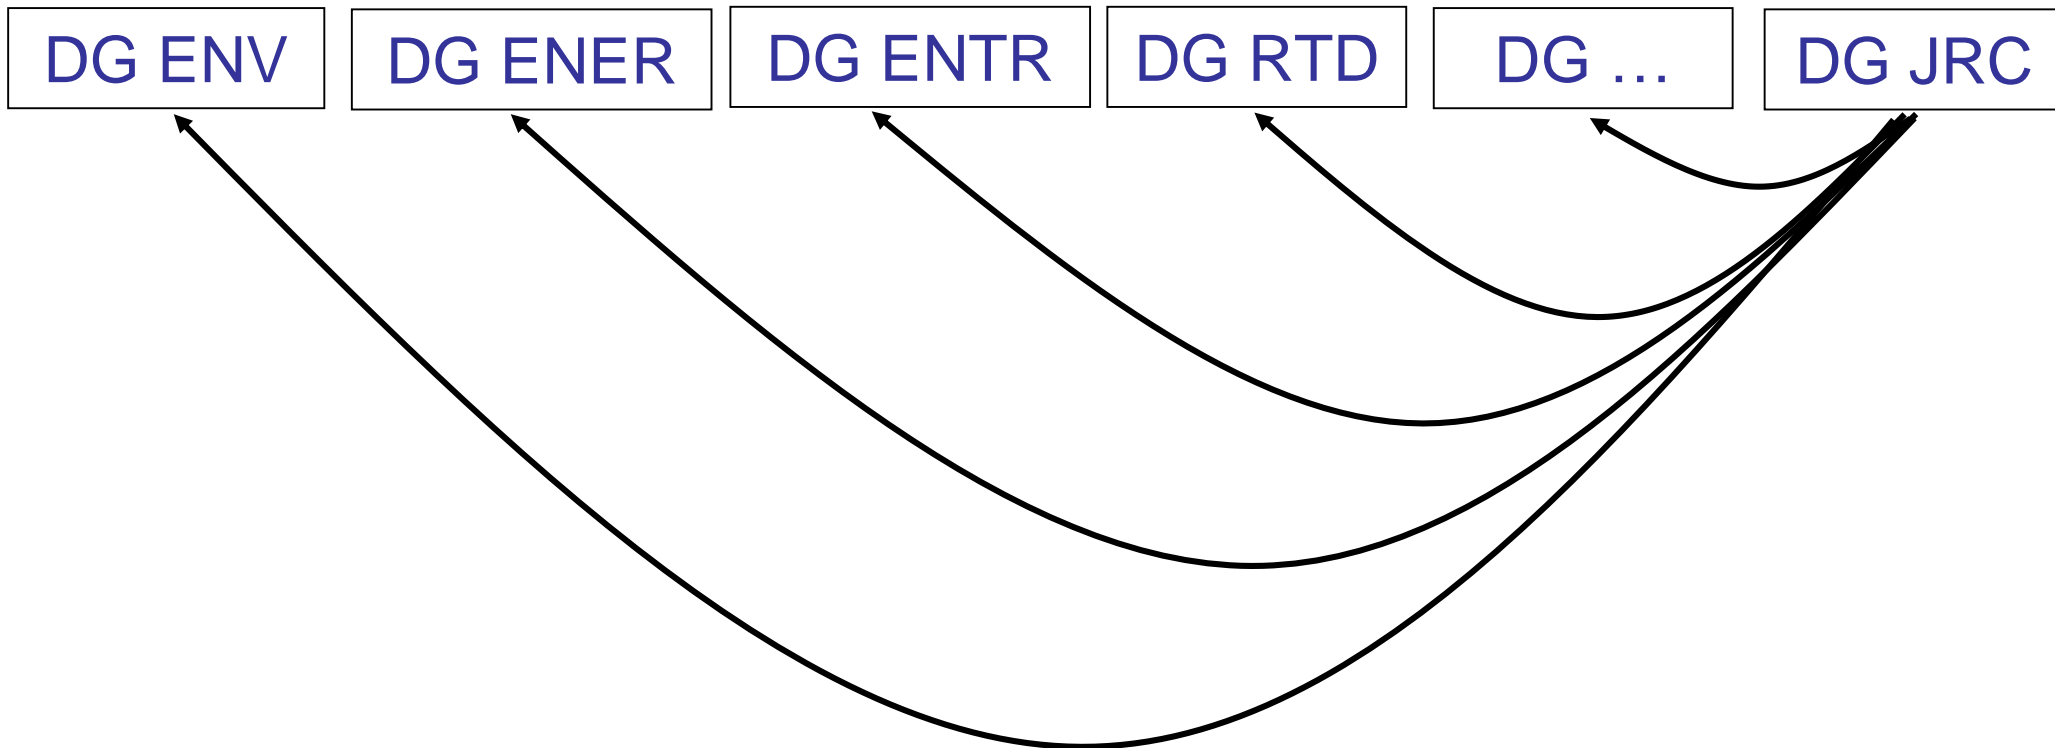 DG ENV DG ENER DG ENTR DG RTD DG … DG JRC